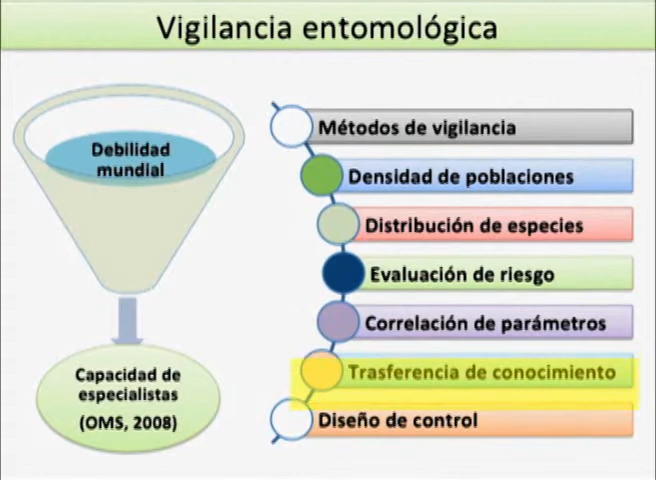 Vigilancia entomológica
Debilidad
mundial
Capacidad de
especialistas
(OMS, 2008)
Métodos de vigilancia
Densidad de poblaciones
Distribución de especies
Evaluación de riesgo
Correlación de parámetros
Trasferencia de conocimiento
Diseño de control